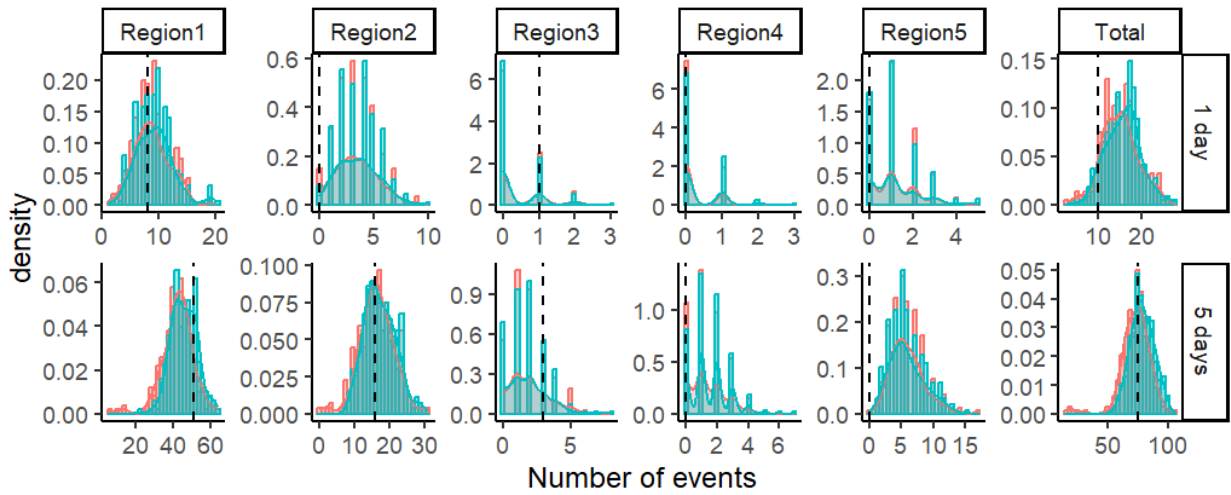 Region1 Region2 Region3 Region4 Region5 Total
0.20 0.15 0.10 0.05 0.00
0 10 20
0.6 0.4 0.2 0.0
0 5 10
6 4 2 0
0 1 2 3
6 4 2 0
0 1 2 3
2.0 1.5 1.0 0.5 0.0
0 2 4
0.15 0.10 0.05 0.00
10 20
1 day
density
0.06 0.04 0.02 0.00
20 40 60
0.100 0.075 0.050 0.025 0.000
0 10 20 30
0.9 0.6 0.3 0.0
0 5
1.0 0.5 0.0
0 2 4 6
0.3 0.2 0.1 0.0
0 5 10 15
0.05 0.04 0.03 0.02 0.01 0.00
50 100
5 days
Number of events